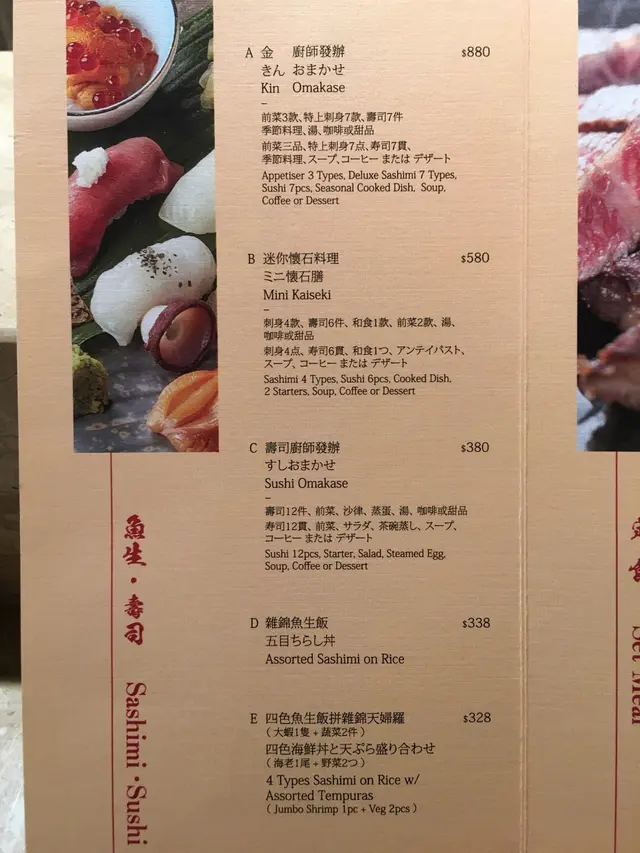 A 金 廚師發辦 $880
きん おまかせ
Kin Omakase
前菜3款、特上刺身7款、壽司7件
季節料理、湯、咖啡或甜品
前菜三品、特上刺身7点、寿司7貫、
季節料理、スープ、コーヒー または デザート
Appetiser 3 Types, Deluxe Sashimi 7 Types,
Sushi 7pcs, Seasonal Cooked Dish, Soup,
Coffee or Dessert
B 迷你懷石料理 $580
ミニ懐石膳
Mini Kaiseki
刺身4款、壽司6件、和食1款、前菜2款、湯、
咖啡或甜品
刺身4点、寿司6貫、和食1つ、アンテイパスト、
スープ、コーヒー または デザート
Sashimi 4 Types, Sushi 6pcs, Cooked Dish,
2 Starters, Soup, Coffee or Dessert
C 壽司廚師發辦 $380
すしおまかせ
Sushi Omakase
壽司12件、前菜、沙律、蒸蛋、湯、咖啡或甜品
寿司12貫、前菜、サラダ、茶碗蒸し、スープ、
コーヒー または デザート
Sushi 12pcs, Starter, Salad, Steamed Egg,
Soup, Coffee or Dessert
D 雜錦魚生飯 $338
五目ちらし丼
Assorted Sashimi on Rice
E 四色魚生飯拼雜錦天婦羅 $328
（大蝦1隻 + 蔬菜2件）
四色海鮮丼と天ぷら盛り合わせ
（海老1尾 + 野菜2つ）
4 Types Sashimi on Rice w/
Assorted Tempuras
( Jumbo Shrimp 1pc + Veg 2pcs )
魚生・壽司
Sashimi・Sushi
Set Meal